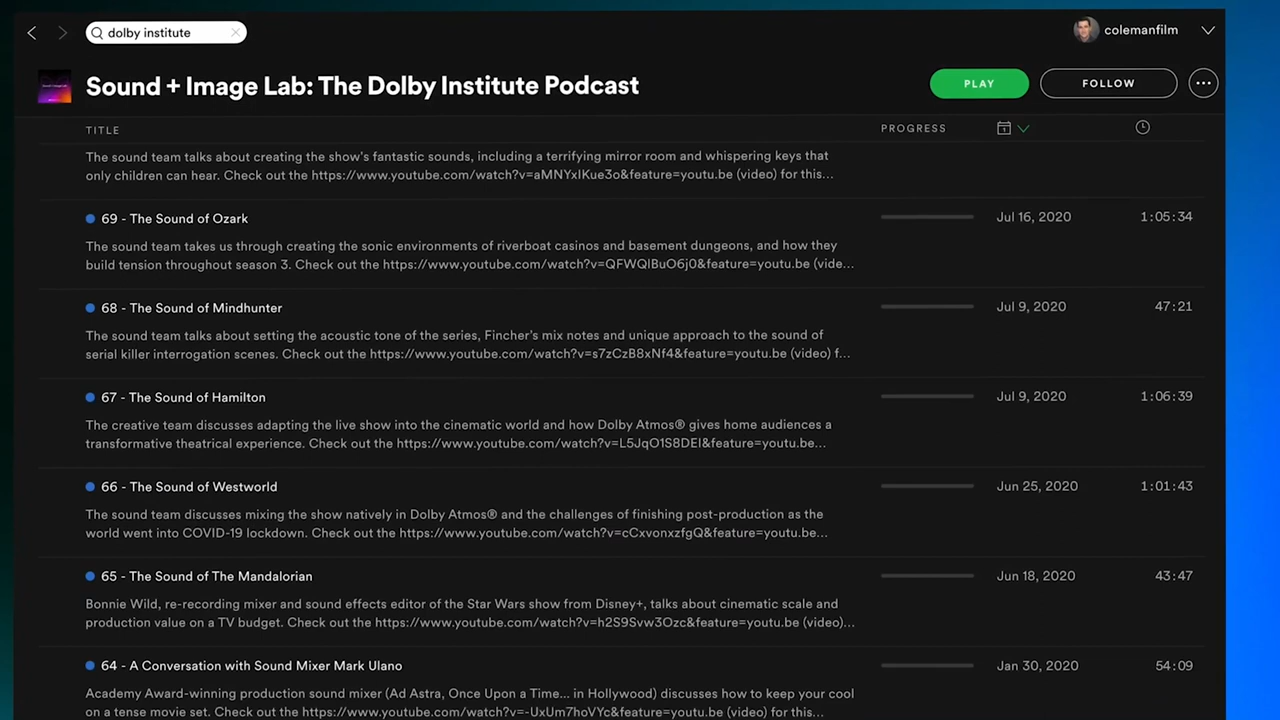 dolby institute
colemanfilm
Sound + Image Lab: The Dolby Institute Podcast
PLAY
FOLLOW
TITLE
PROGRESS
The sound team talks about creating the show's fantastic sounds, including a terrifying mirror room and whispering keys that
only children can hear. Check out the https://www.youtube.com/watch?v=aMNYxIKue3o&feature=youtu.be (video) for this...
69 - The Sound of Ozark
Jul 16, 2020
1:05:34
The sound team takes us through creating the sonic environments of riverboat casinos and basement dungeons, and how they
build tension throughout season 3. Check out the https://www.youtube.com/watch?v=QFWQIBuO6j0&feature=youtu.be (vide...
68 - The Sound of Mindhunter
Jul 9, 2020
47:21
The sound team talks about setting the acoustic tone of the series, Fincher's mix notes and unique approach to the sound of
serial killer interrogation scenes. Check out the https://www.youtube.com/watch?v=s7zCzB8xNf4&feature=youtu.be (video) f...
67 - The Sound of Hamilton
Jul 9, 2020
1:06:39
The creative team discusses adapting the live show into the cinematic world and how Dolby Atmos® gives home audiences a
transformative theatrical experience. Check out the https://www.youtube.com/watch?v=L5JqO1S8DEI&feature=youtu.be...
66 - The Sound of Westworld
Jun 25, 2020
1:01:43
The sound team discusses mixing the show natively in Dolby Atmos® and the challenges of finishing post-production as the
world went into COVID-19 lockdown. Check out the https://www.youtube.com/watch?v=cCxvonxzfgQ&feature=youtu.be...
65 - The Sound of The Mandalorian
Jun 18, 2020
43:47
Bonnie Wild, re-recording mixer and sound effects editor of the Star Wars show from Disney+, talks about cinematic scale and
production value on a TV budget. Check out the https://www.youtube.com/watch?v=h2S9Svw3Ozc&feature=youtu.be (video)...
64 - A Conversation with Sound Mixer Mark Ulano
Jan 30, 2020
54:09
Academy Award-winning production sound mixer (Ad Astra, Once Upon a Time... in Hollywood) discusses how to keep your cool
on a tense movie set. Check out the https://www.youtube.com/watch?v=-UxUm7hoVYc&feature=youtu.be (video) for this...